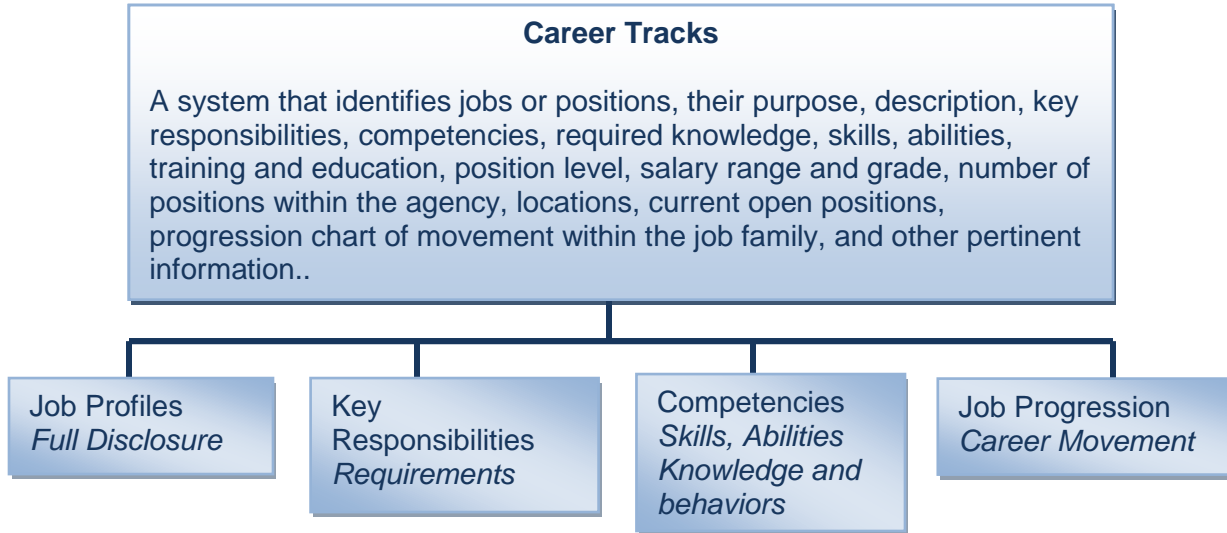 Career Tracks
A system that identifies jobs or positions, their purpose, description, key
responsibilities, competencies, required knowledge, skills, abilities,
training and education, position level, salary range and grade, number of
positions within the agency, locations, current open positions,
progression chart of movement within the job family, and other pertinent
information..
Job Profiles
Full Disclosure
Key
Responsibilities
Requirements
Competencies
Skills, Abilities
Knowledge and
behaviors
Job Progression
Career Movement